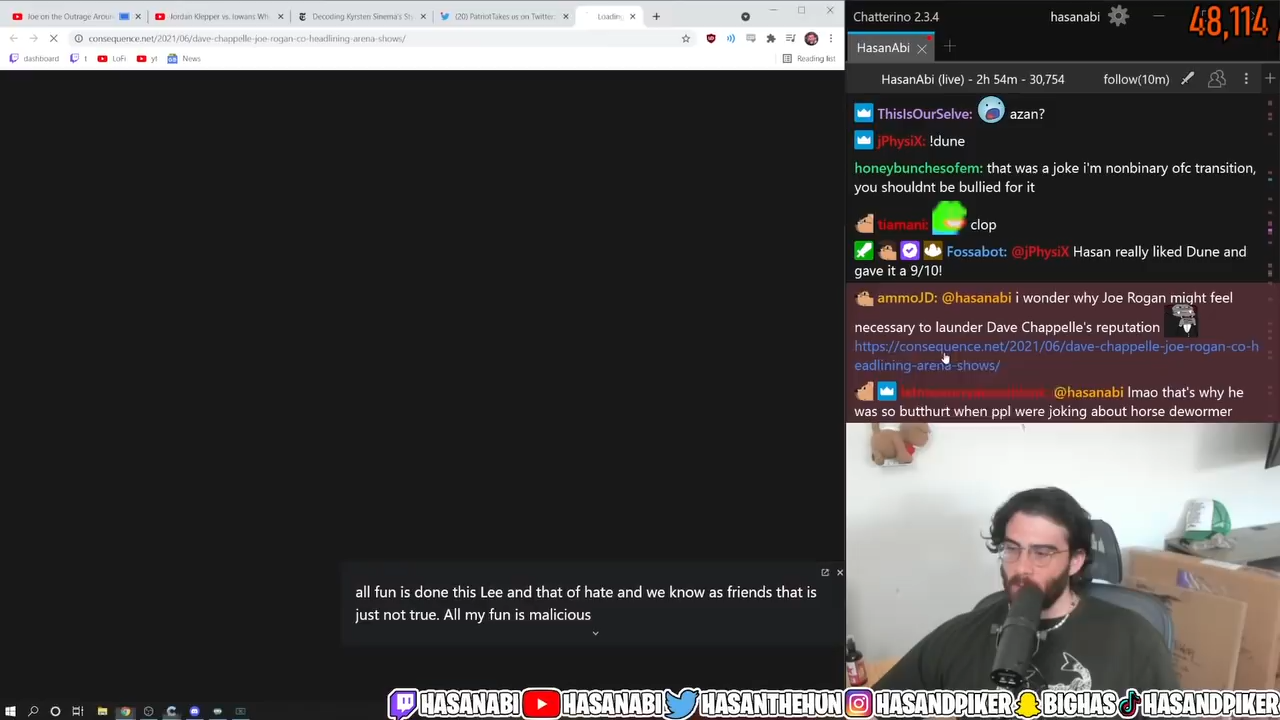 Joe on the Outrage Arou
Jordan Klepper vs. Iowans Wh
Decoding Kyrsten Sinema's St
(20) PatriotTakes us on Twitter:
Loading
consequence.net/2021/06/dave-chappelle-joe-rogan-co-headlining-arena-shows/
dashboard
t
LoFi
yt
News
Reading list
Chatterino 2.3.4
hasanabi
48,114
HasanAbi
HasanAbi (live) - 2h 54m - 30,754
follow(10m)
ThisIsOurSelve: azan?
jPhysiX: !dune
honeybunchesofem: that was a joke i'm nonbinary ofc transition,
you shouldnt be bullied for it
tiamani: clop
Fossabot: @jPhysiX Hasan really liked Dune and
gave it a 9/10!
ammoJD: @hasanabi i wonder why Joe Rogan might feel
necessary to launder Dave Chappelle's reputation
https://consequence.net/2021/06/dave-chappelle-joe-rogan-co-h
eadlining-arena-shows/
@hasanabi lmao that's why he
was so butthurt when ppl were joking about horse dewormer
all fun is done this Lee and that of hate and we know as friends that is
just not true. All my fun is malicious
HASANABI HASANABI HASANTHEHUN HASANDPIKER BIGHAS HASANDPIKER